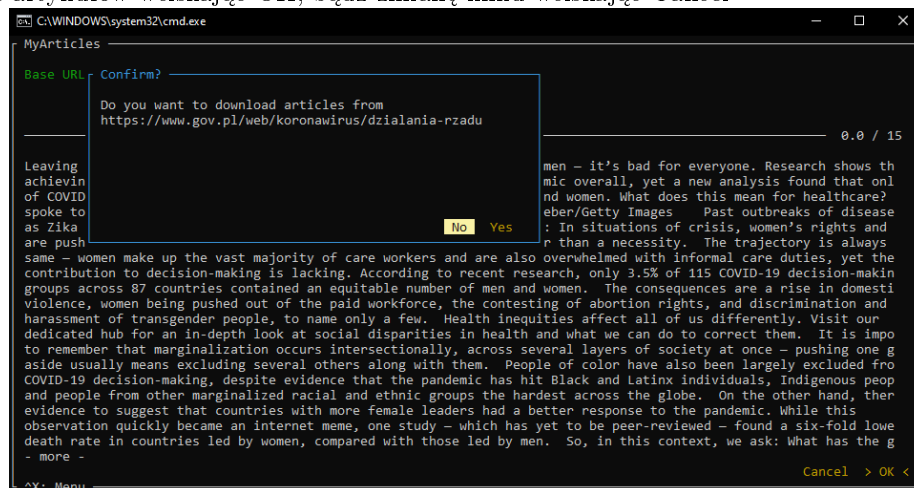 C:\WINDOWS\system32\cmd.exe
MyArticles
Base URL
Confirm?
Do you want to download articles from
https://www.gov.pl/web/koronawirus/dzialania-rzadu
No Yes
0.0 / 15
Leaving men — it's bad for everyone. Research shows th
achievin mic overall, yet a new analysis found that onl
of COVID nd women. What does this mean for healthcare?
spoke to eber/Getty Images Past outbreaks of disease
as Zika : In situations of crisis, women's rights and
are push r than a necessity. The trajectory is always
same — women make up the vast majority of care workers and are also overwhelmed with informal care duties, yet the
contribution to decision-making is lacking. According to recent research, only 3.5% of 115 COVID-19 decision-makin
groups across 87 countries contained an equitable number of men and women. The consequences are a rise in domesti
violence, women being pushed out of the paid workforce, the contesting of abortion rights, and discrimination and
harassment of transgender people, to name only a few. Health inequities affect all of us differently. Visit our
dedicated hub for an in-depth look at social disparities in health and what we can do to correct them. It is impo
to remember that marginalization occurs intersectionally, across several layers of society at once — pushing one g
aside usually means excluding several others along with them. People of color have also been largely excluded fro
COVID-19 decision-making, despite evidence that the pandemic has hit Black and Latinx individuals, Indigenous peop
and people from other marginalized racial and ethnic groups the hardest across the globe. On the other hand, ther
evidence to suggest that countries with more female leaders had a better response to the pandemic. While this
observation quickly became an internet meme, one study — which has yet to be peer-reviewed — found a six-fold lowe
death rate in countries led by women, compared with those led by men. So, in this context, we ask: What has the g
- more -
Cancel > OK <
^X: Menu